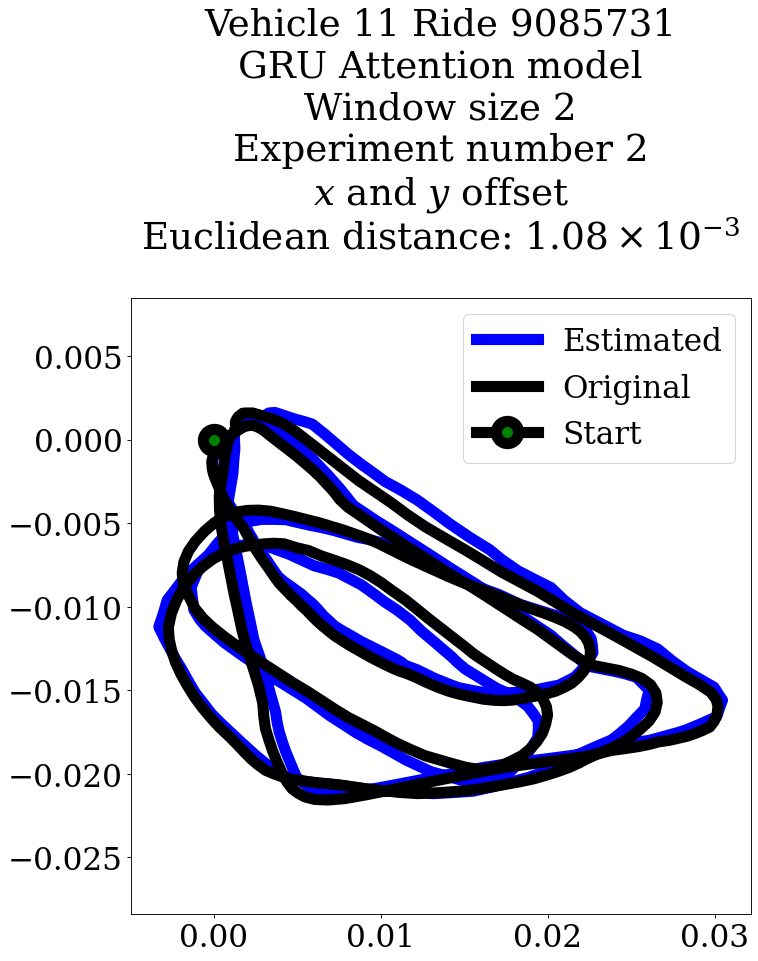 Vehicle 11 Ride 9085731
GRU Attention model
Window size 2
Experiment number 2
x and y offset
Euclidean distance: 1.08 × 10⁻³
Estimated
Original
Start
0.005
0.000
−0.005
−0.010
−0.015
−0.020
−0.025
0.00 0.01 0.02 0.03